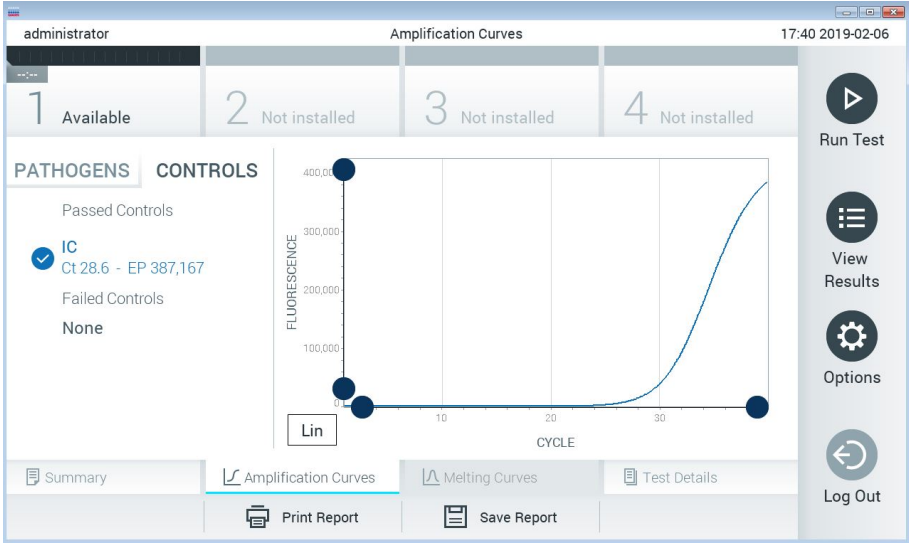 administrator
Amplification Curves
17:40 2019-02-06
--:--
1 Available
2 Not installed
3 Not installed
4 Not installed
Run Test
PATHOGENS
CONTROLS
Passed Controls
IC
Ct 28.6 - EP 387,167
Failed Controls
None
FLUORESCENCE
300,000
200,000
100,000
0
10
20
30
CYCLE
Lin
View
Results
Options
Log Out
Summary
Amplification Curves
Melting Curves
Test Details
Print Report
Save Report